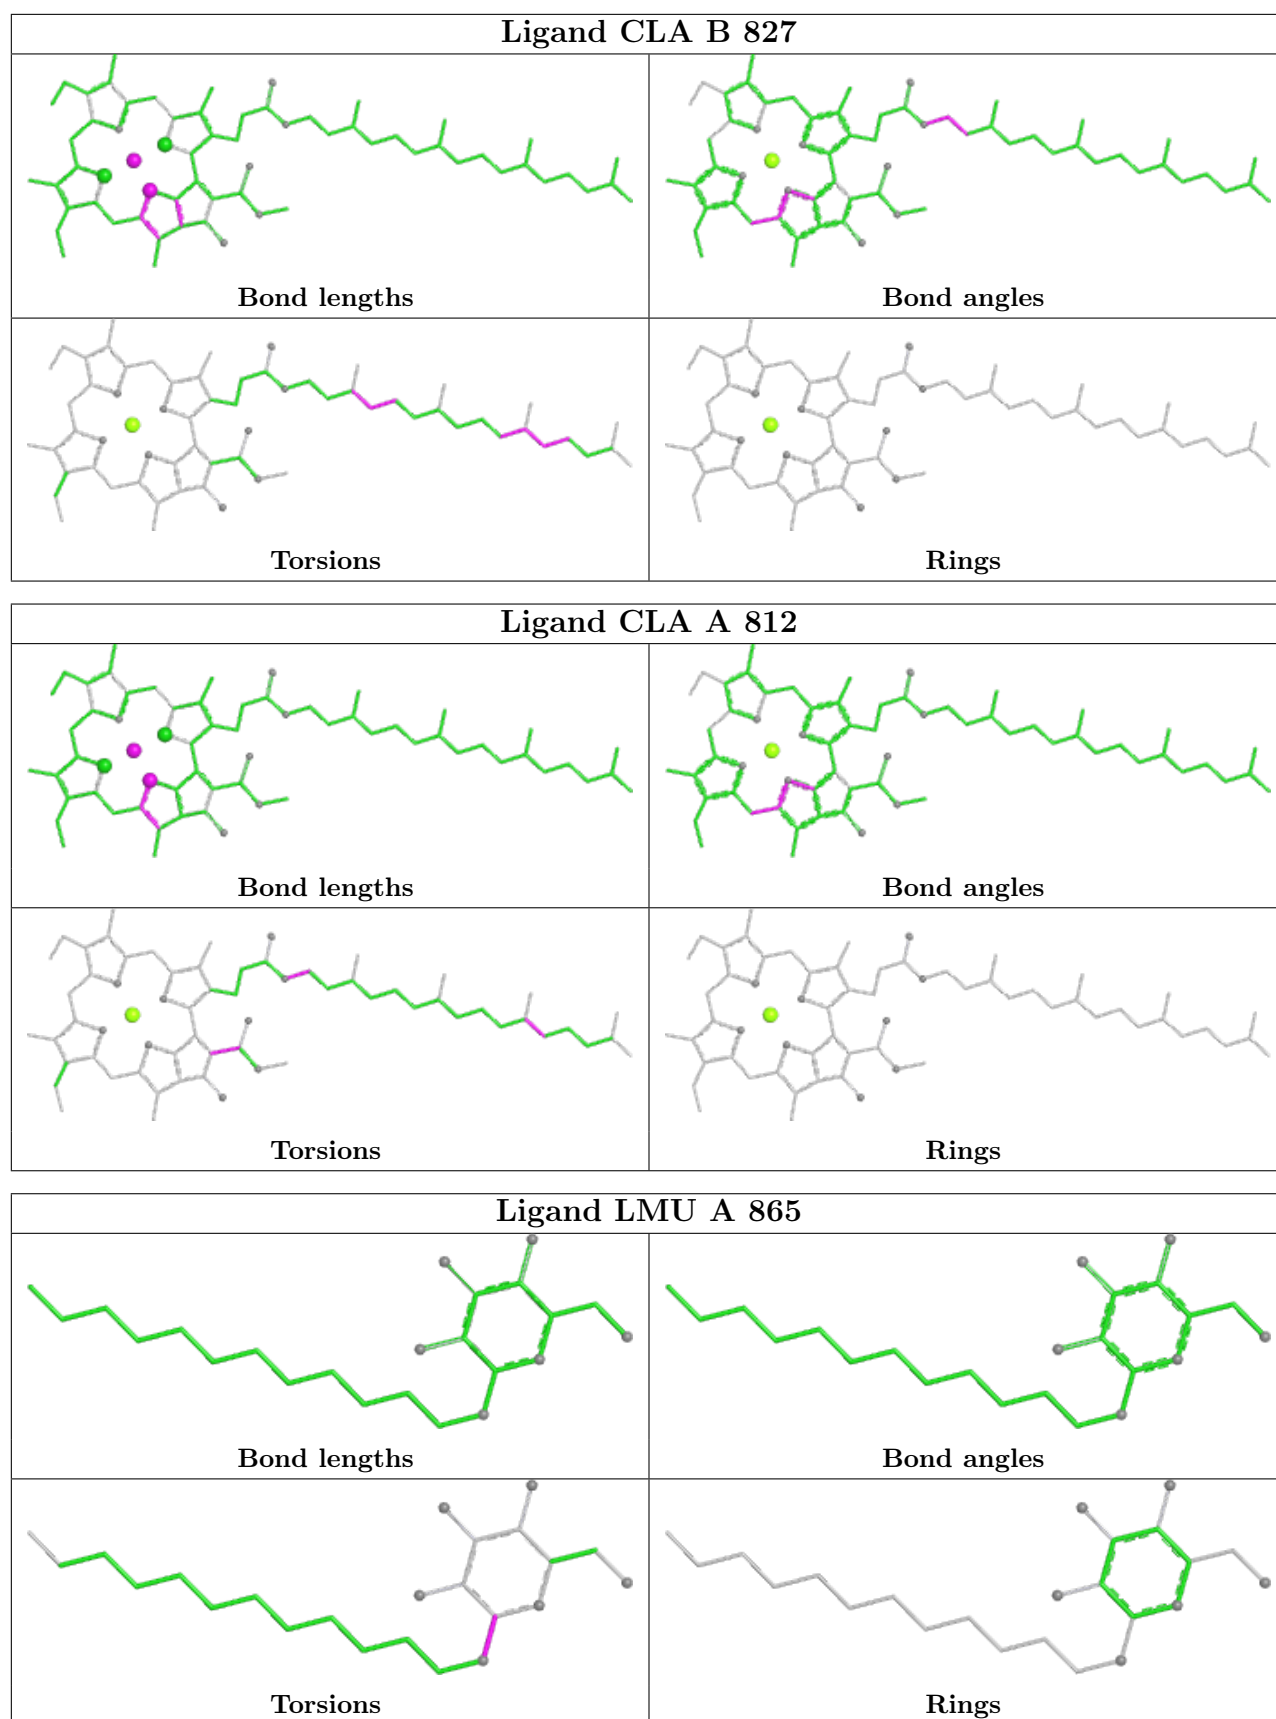 Ligand CLA B 827
Bond lengths
Bond angles
Torsions
Rings
Ligand CLA A 812
Bond lengths
Bond angles
Torsions
Rings
Ligand LMU A 865
Bond lengths
Bond angles
Torsions
Rings